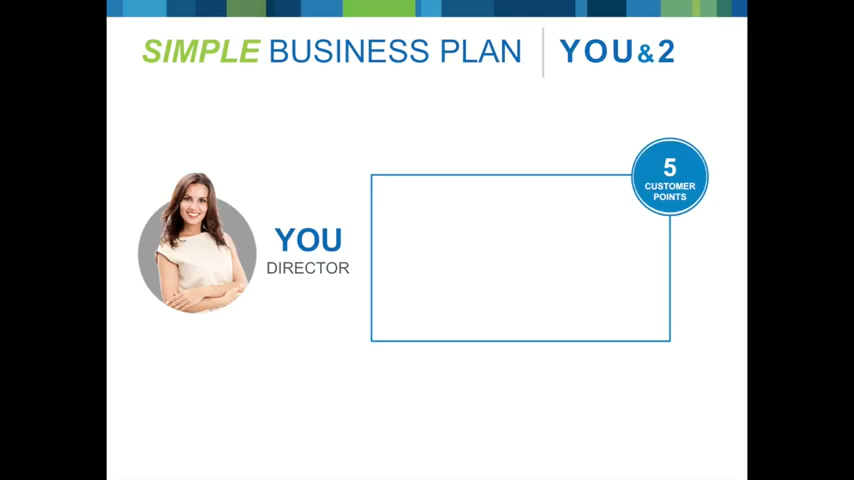 SIMPLE BUSINESS PLAN
YOU&2
5
CUSTOMER
POINTS
YOU
DIRECTOR